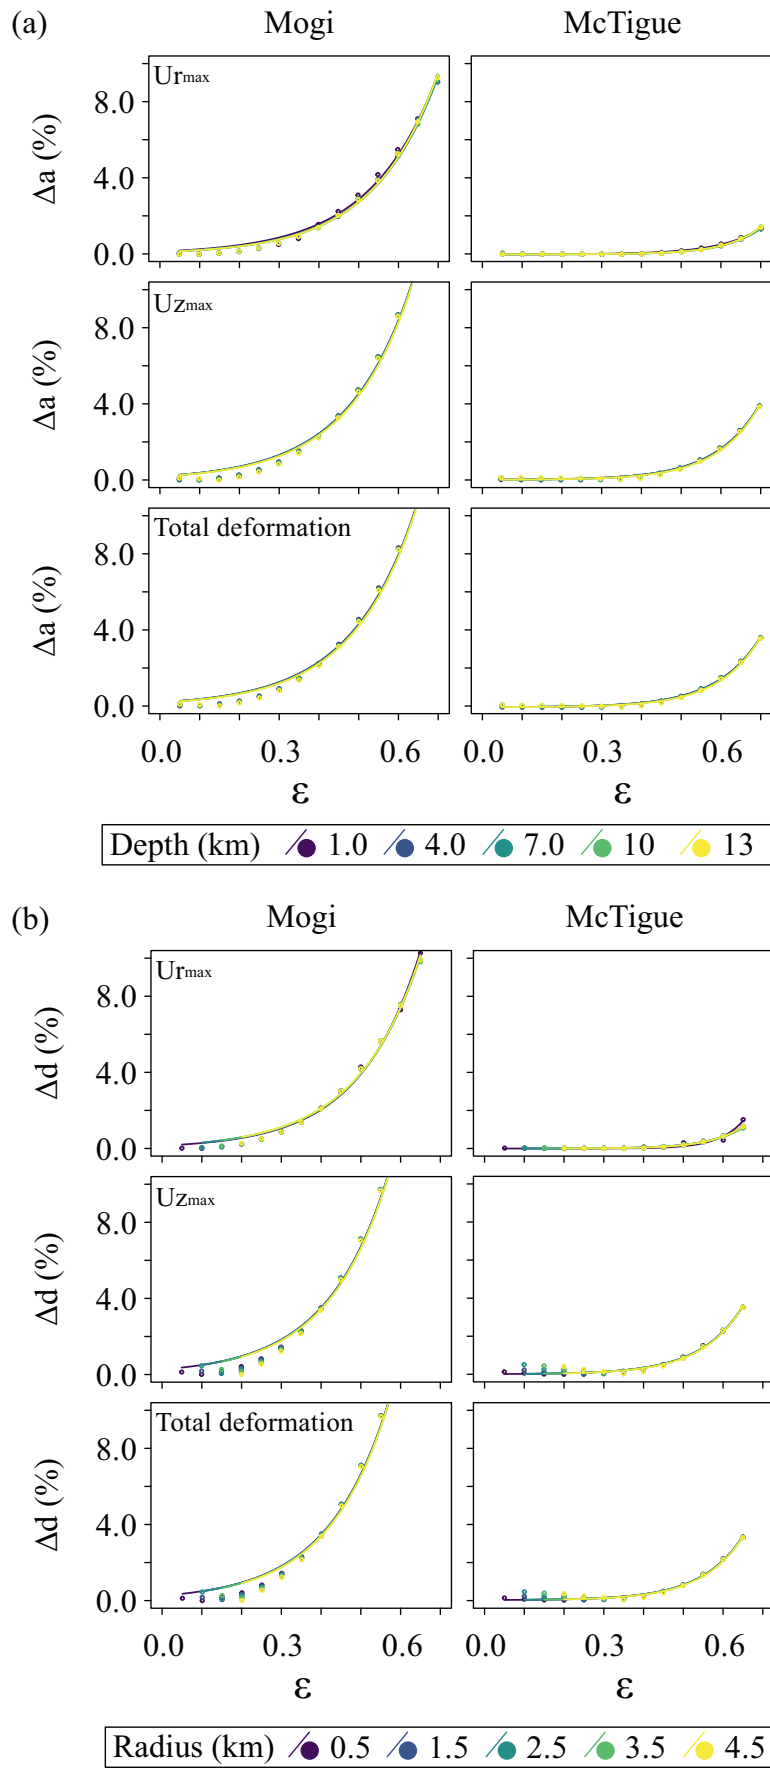 (a)
Mogi McTigue
Urmax
Δa (%)
8.0
4.0
0.0
Uzmax
Δa (%)
8.0
4.0
0.0
Total deformation
Δa (%)
8.0
4.0
0.0
0.0 0.3 0.6 0.0 0.3 0.6
ε ε
Depth (km) 1.0 4.0 7.0 10 13
(b)
Mogi McTigue
Urmax
Δd (%)
8.0
4.0
0.0
Uzmax
Δd (%)
8.0
4.0
0.0
Total deformation
Δd (%)
8.0
4.0
0.0
0.0 0.3 0.6 0.0 0.3 0.6
ε ε
Radius (km) 0.5 1.5 2.5 3.5 4.5